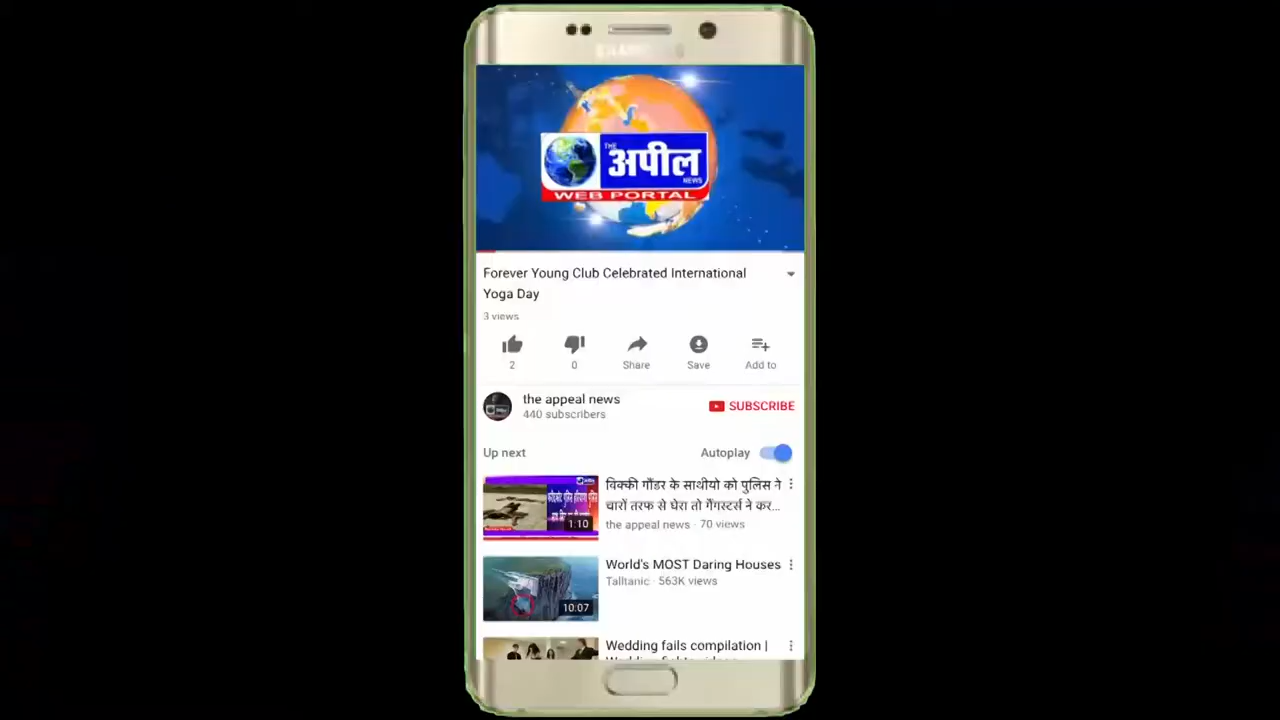 SAMSUNG
THE
अपील
NEWS
WEB PORTAL
Forever Young Club Celebrated International
Yoga Day
3 views
2
0
Share
Save
Add to
the appeal news
440 subscribers
SUBSCRIBE
Up next
Autoplay
विक्की गौंडर के साथीयो को पुलिस ने
चारों तरफ से घेरा तो गैंगस्टर्स ने कर...
the appeal news · 70 views
1:10
World's MOST Daring Houses
Talltanic · 563K views
10:07
Wedding fails compilation |